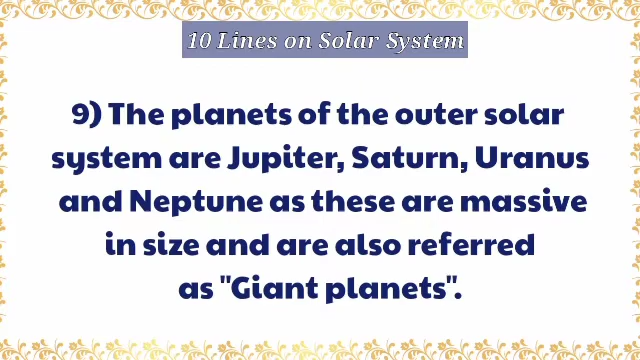 10 Lines on Solar System
9) The planets of the outer solar
system are Jupiter, Saturn, Uranus
and Neptune as these are massive
in size and are also referred
as "Giant planets".